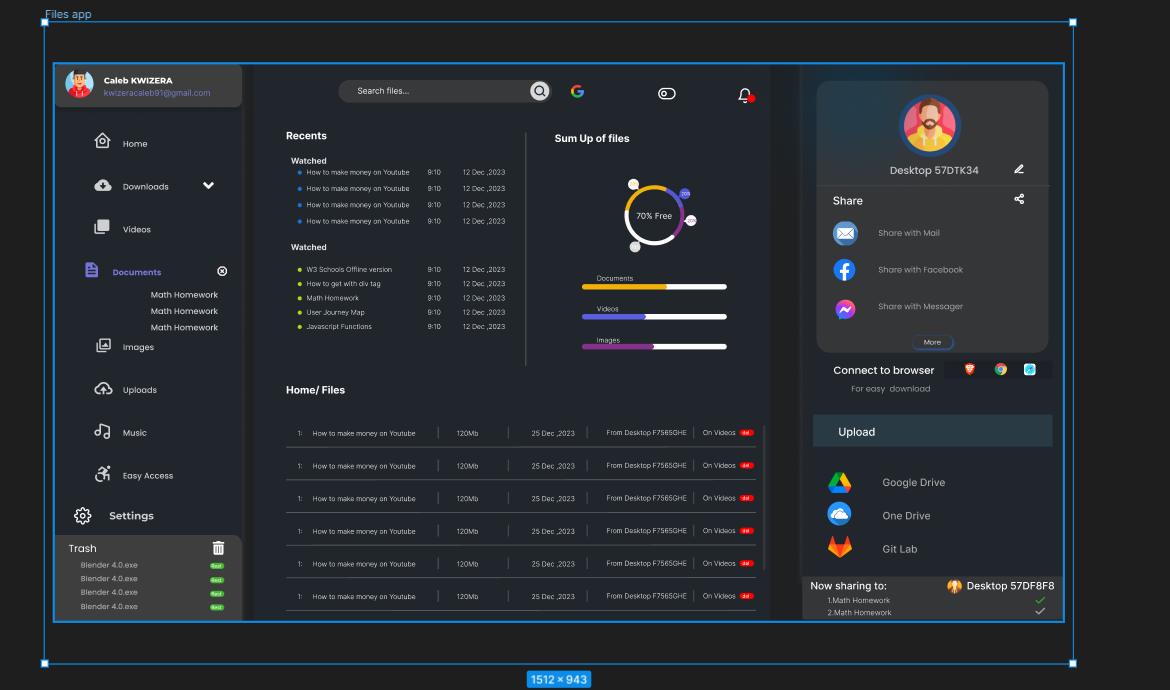 Files app
Caleb KWIZERA
kwizeracaleb91@gmail.com
Home
Downloads
Videos
Documents
Math Homework
Math Homework
Math Homework
Images
Uploads
Music
Easy Access
Settings
Trash
Blender 4.0.exe
Blender 4.0.exe
Blender 4.0.exe
Blender 4.0.exe
Search files...
Recents
Watched
How to make money on Youtube 9:10 12 Dec ,2023
How to make money on Youtube 9:10 12 Dec ,2023
How to make money on Youtube 9:10 12 Dec ,2023
How to make money on Youtube 9:10 12 Dec ,2023
Watched
W3 Schools Offline version 9:10 12 Dec ,2023
How to get with div tag 9:10 12 Dec ,2023
Math Homework 9:10 12 Dec ,2023
User Journey Map 9:10 12 Dec ,2023
Javascript Functions 9:10 12 Dec ,2023
Sum Up of files
20%
20%
70% Free
Documents
Videos
Images
Home/ Files
1: How to make money on Youtube 120Mb 25 Dec ,2023 From Desktop F7565GHE On Videos del
1: How to make money on Youtube 120Mb 25 Dec ,2023 From Desktop F7565GHE On Videos del
1: How to make money on Youtube 120Mb 25 Dec ,2023 From Desktop F7565GHE On Videos del
1: How to make money on Youtube 120Mb 25 Dec ,2023 From Desktop F7565GHE On Videos del
1: How to make money on Youtube 120Mb 25 Dec ,2023 From Desktop F7565GHE On Videos del
1: How to make money on Youtube 120Mb 25 Dec ,2023 From Desktop F7565GHE On Videos del
Desktop 57DTK34
Share
Share with Mail
Share with Facebook
Share with Messager
More
Connect to browser
For easy download
Upload
Google Drive
One Drive
Git Lab
Now sharing to: Desktop 57DF8F8
1.Math Homework
2.Math Homework
1512 × 943